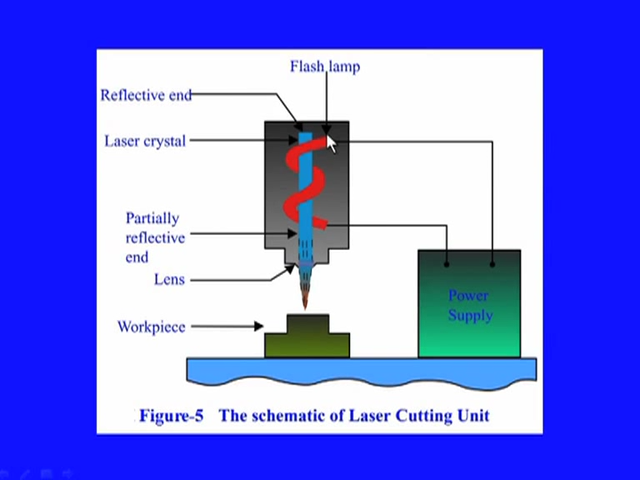 Flash lamp
Reflective end
Laser crystal
Partially
reflective
end
Lens
Power
Supply
Workpiece
Figure-5 The schematic of Laser Cutting Unit